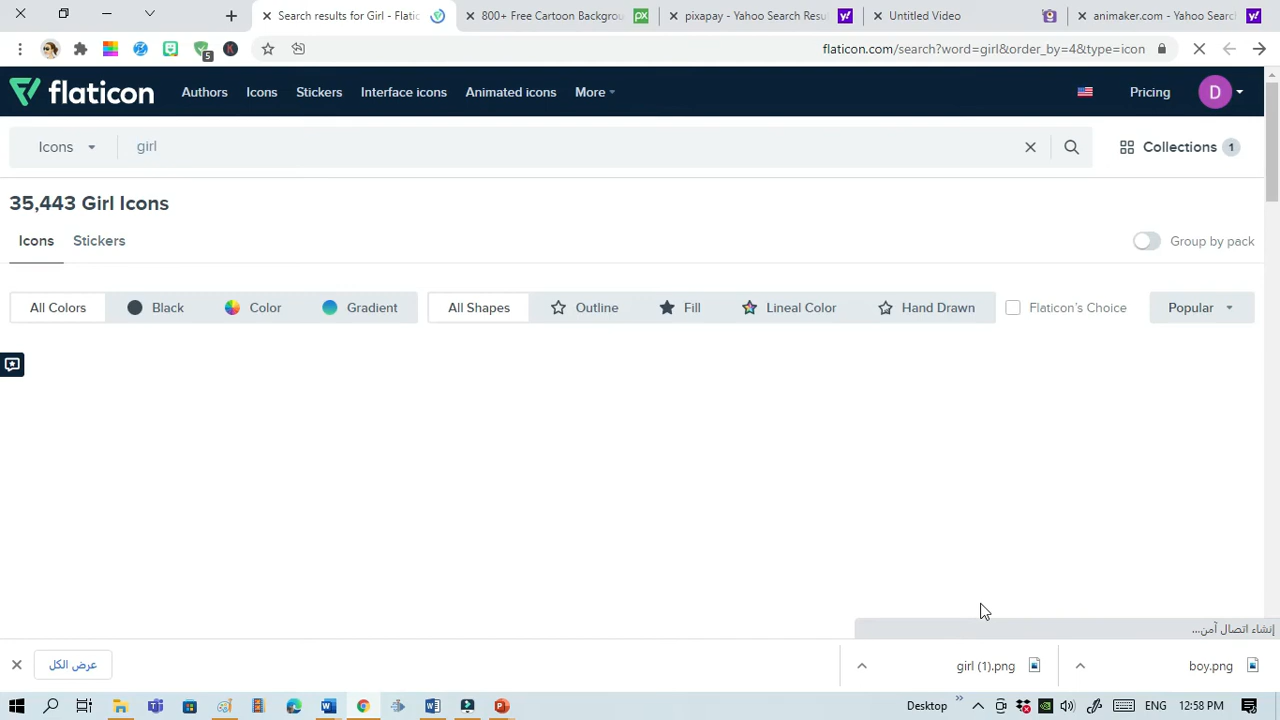 Search results for Girl - Flatic
800+ Free Cartoon Backgrou
pixapay - Yahoo Search Resu
Untitled Video
animaker.com - Yahoo Searc
5
K
flaticon.com/search?word=girl&order_by=4&type=icon
flaticon
Authors
Icons
Stickers
Interface icons
Animated icons
More
Pricing
D
Icons
girl
Collections
1
35,443 Girl Icons
Icons
Stickers
Group by pack
All Colors
Black
Color
Gradient
All Shapes
Outline
Fill
Lineal Color
Hand Drawn
Flaticon's Choice
Popular
إنشاء اتصال آمن...
عرض الكل
girl (1).png
boy.png
Desktop
ENG
12:58 PM